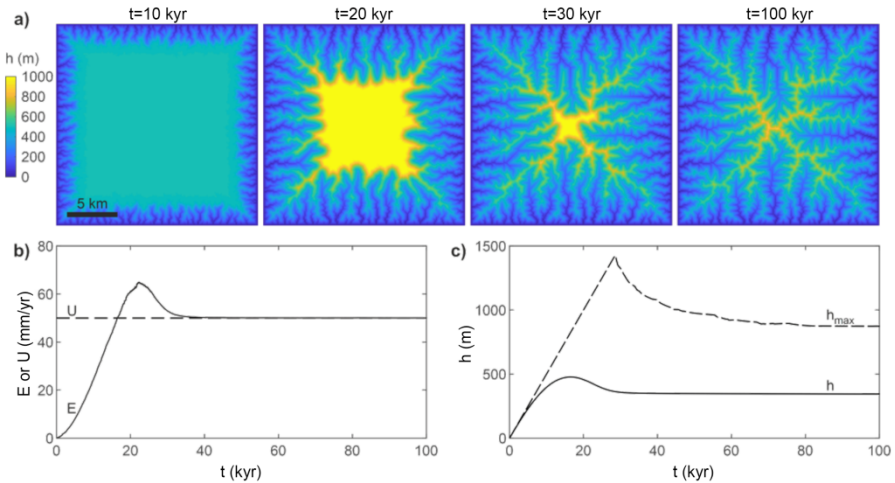 a) t=10 kyr t=20 kyr t=30 kyr t=100 kyr
h (m)
1000
800
600
400
200
0
5 km
b)
80
60
40
20
0
U
E
E or U (mm/yr)
0 20 40 60 80 100
t (kyr)
c)
1500
1000
500
0
hmax
h
h (m)
0 20 40 60 80 100
t (kyr)